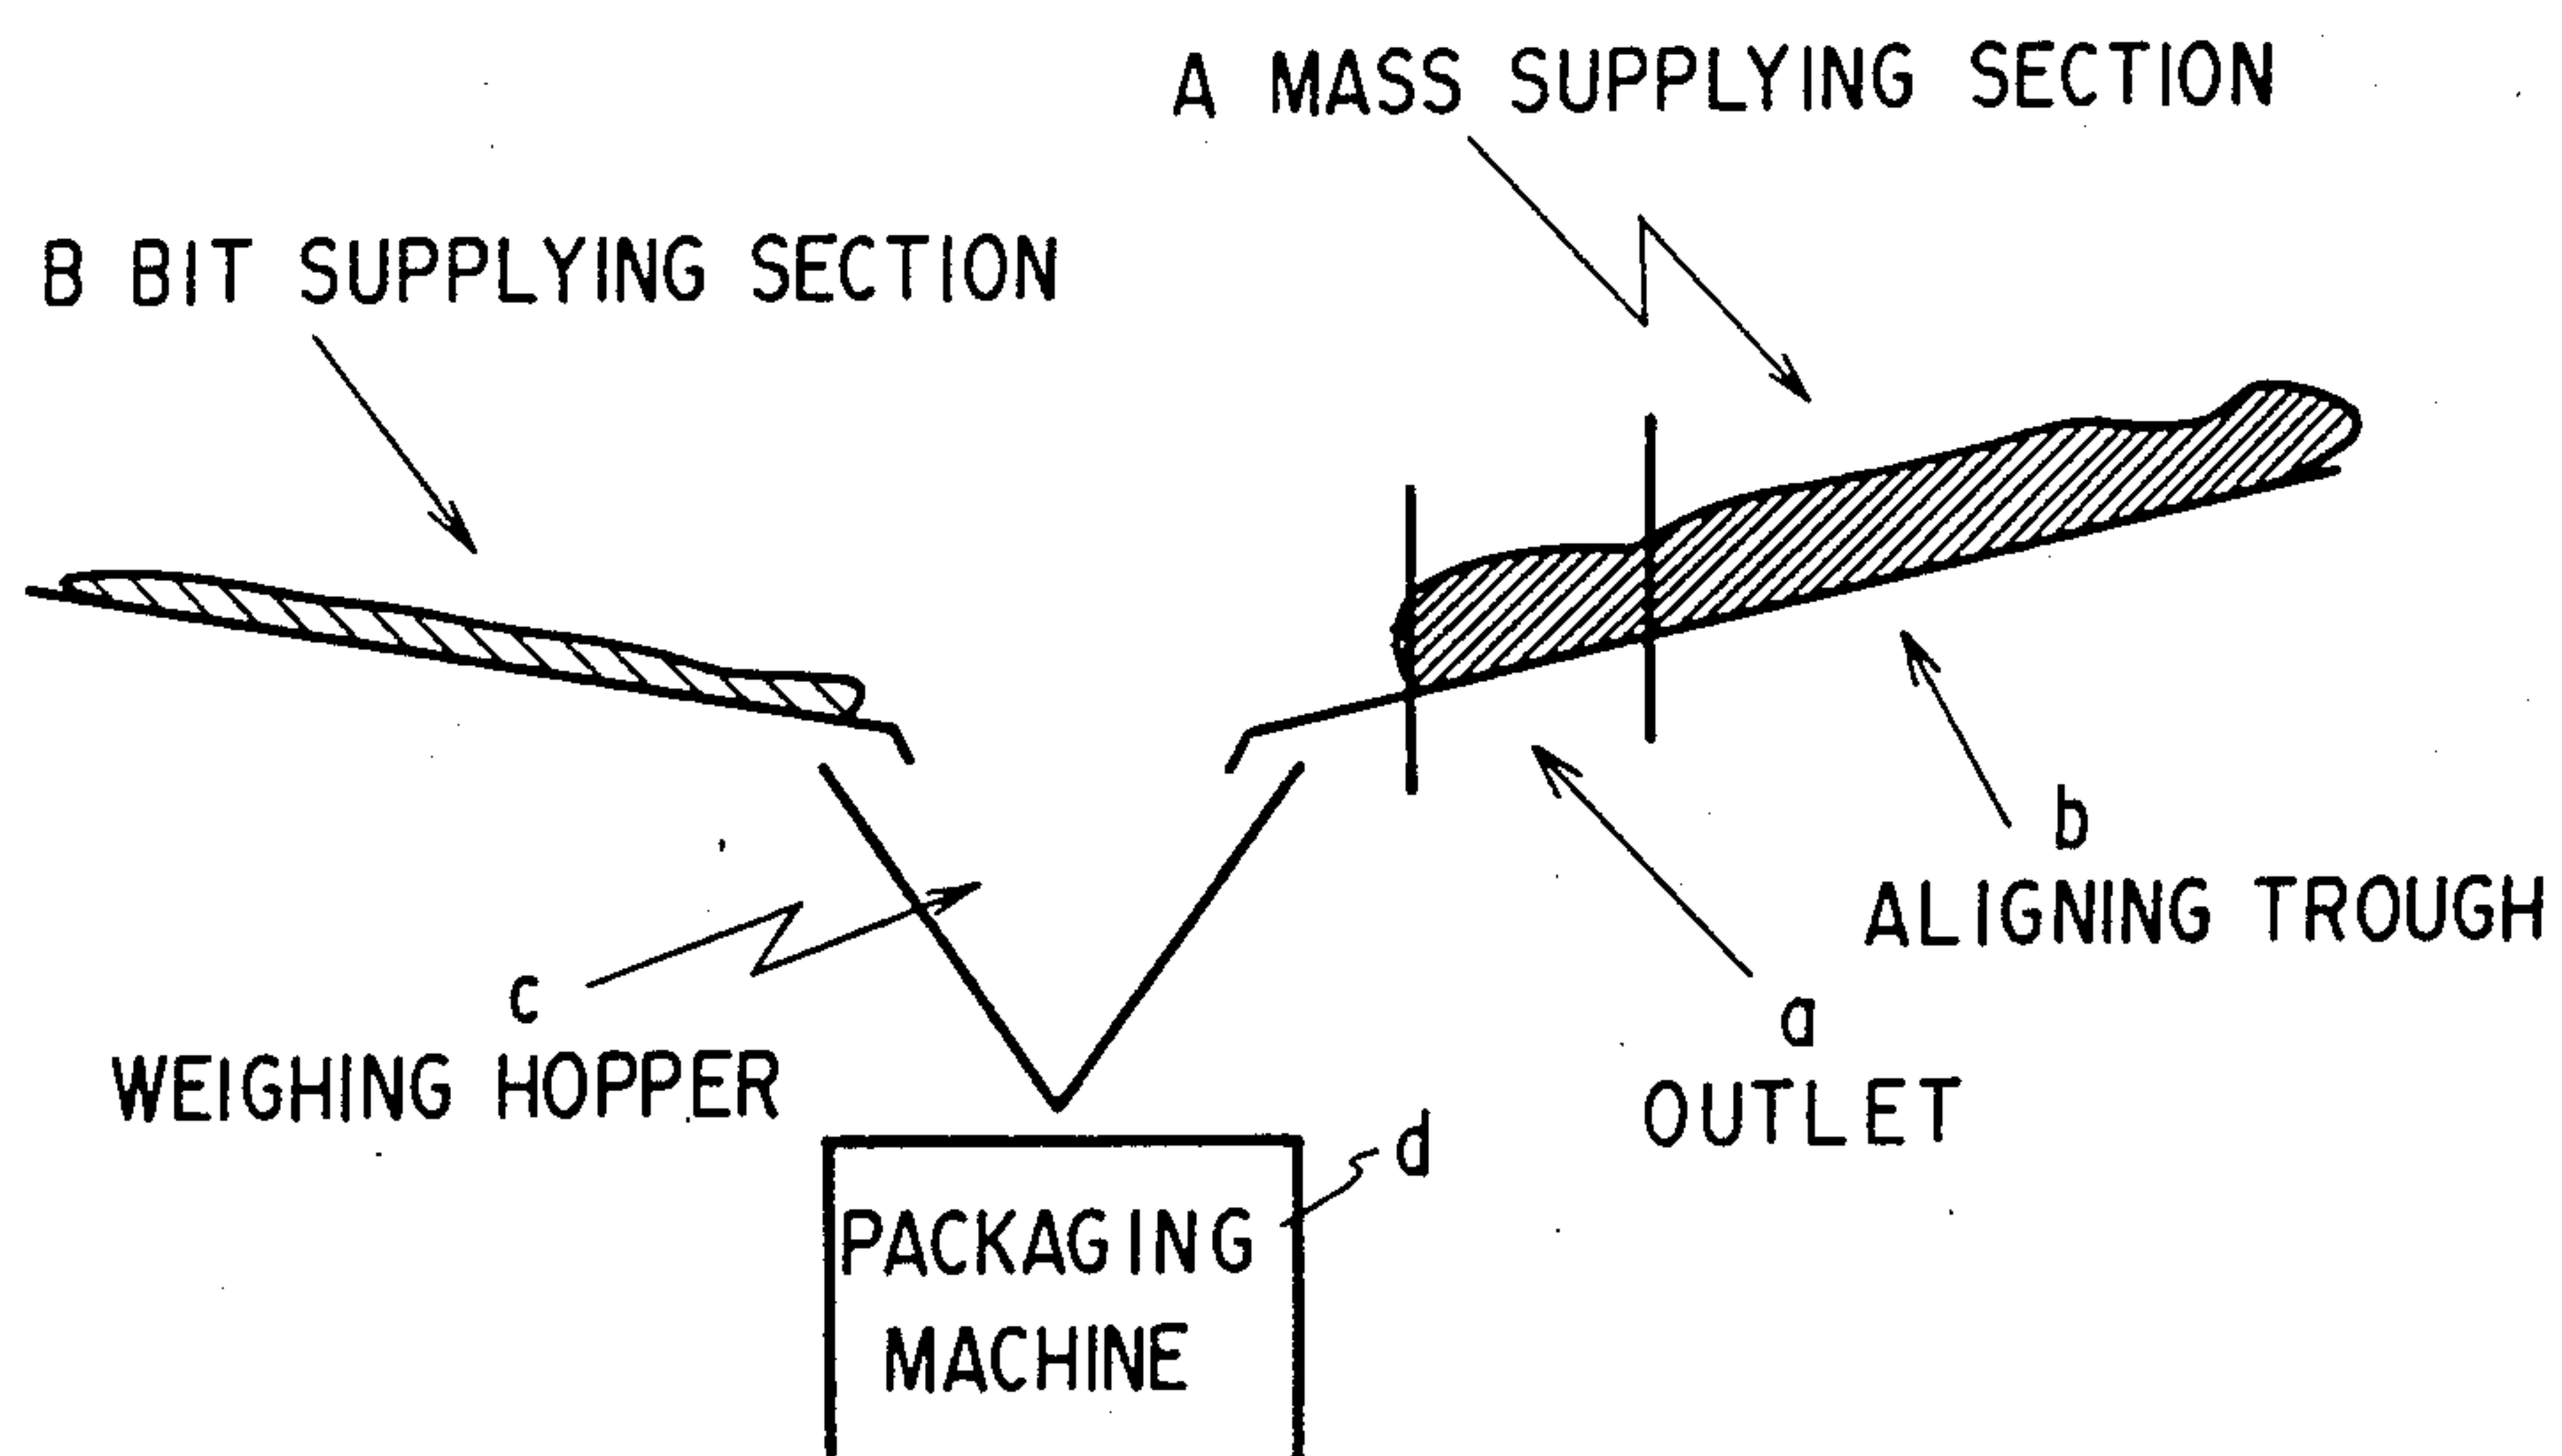 A MASS SUPPLYING SECTION
B BIT SUPPLYING SECTION
b
ALIGNING TROUGH
c
WEIGHING HOPPER
a
OUTLET
d
PACKAGING
MACHINE